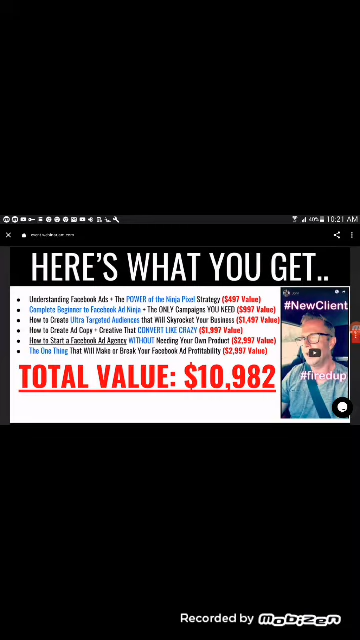 40% 10:21 AM
HERE'S WHAT YOU GET..
Understanding Facebook Ads + The POWER of the Ninja Pixel Strategy ($497 Value)
Complete Beginner to Facebook Ad Ninja + The ONLY Campaigns YOU NEED ($997 Value)
How to Create Ultra Targeted Audiences that Will Skyrocket Your Business ($1,497 Value)
How to Create Ad Copy + Creative That CONVERT LIKE CRAZY ($1,997 Value)
How to Start a Facebook Ad Agency WITHOUT Needing Your Own Product ($2,997 Value)
The One Thing That Will Make or Break Your Facebook Ad Profitability ($2,997 Value)
TOTAL VALUE: $10,982
#NewClient
#firedup
Recorded by mobizen